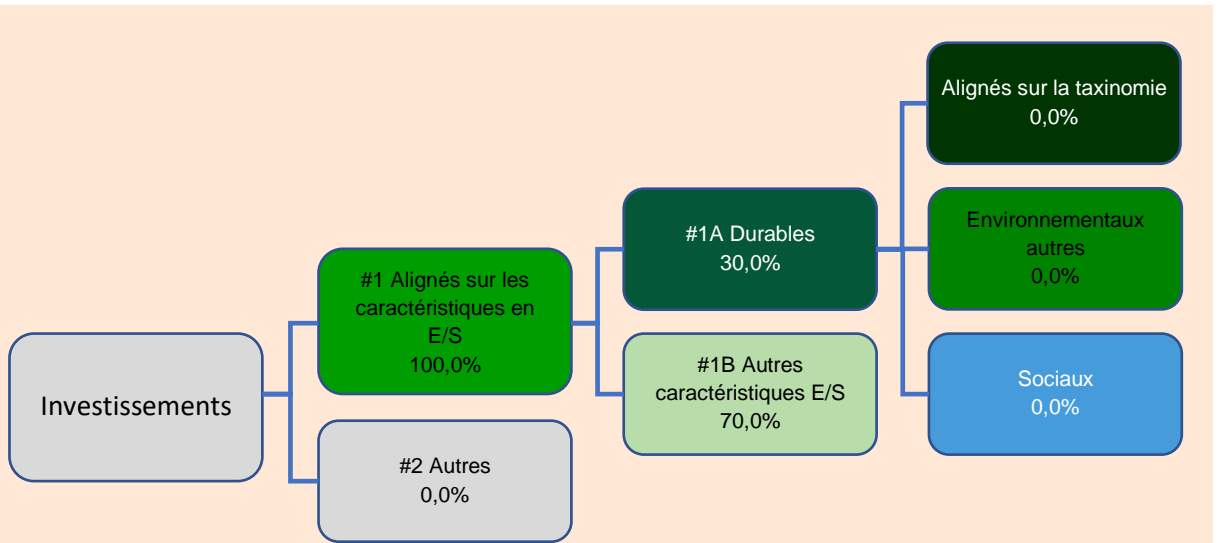 Investissements
#1 Alignés sur les
caractéristiques en
E/S
100,0%
#2 Autres
0,0%
#1A Durables
30,0%
#1B Autres
caractéristiques E/S
70,0%
Alignés sur la taxinomie
0,0%
Environnementaux
autres
0,0%
Sociaux
0,0%